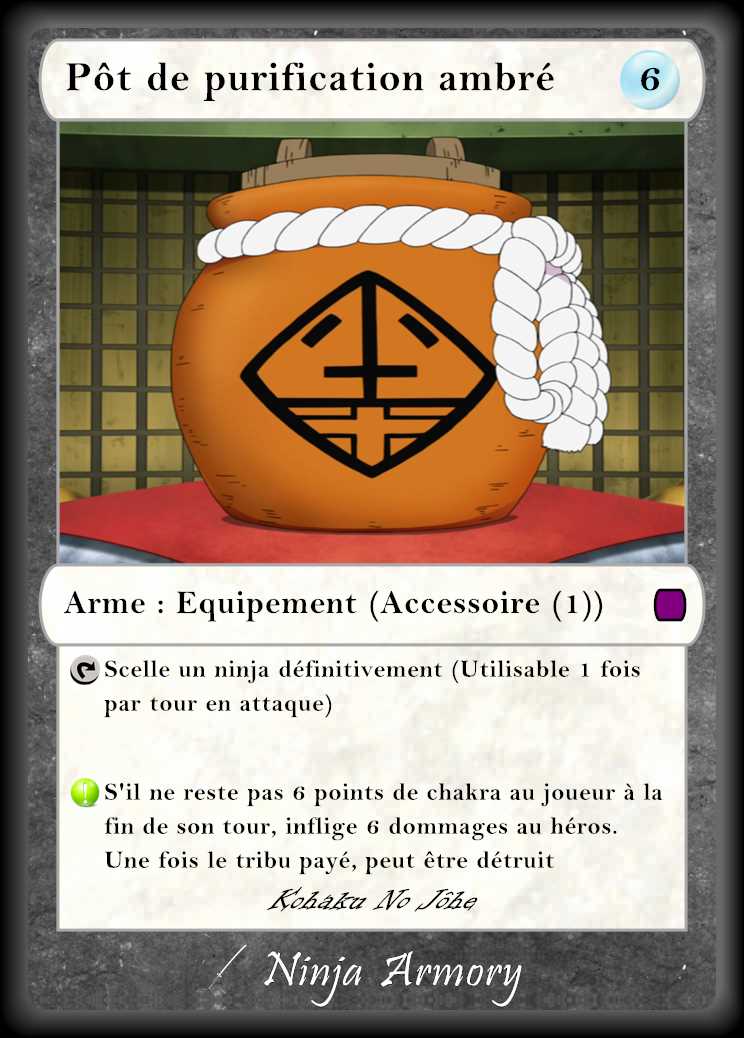 Pôt de purification ambré
6
Arme : Equipement (Accessoire (1))
Scelle un ninja définitivement (Utilisable 1 fois
par tour en attaque)
S'il ne reste pas 6 points de chakra au joueur à la
fin de son tour, inflige 6 dommages au héros.
Une fois le tribu payé, peut être détruit
Kohaku No Jôhe
Ninja Armory